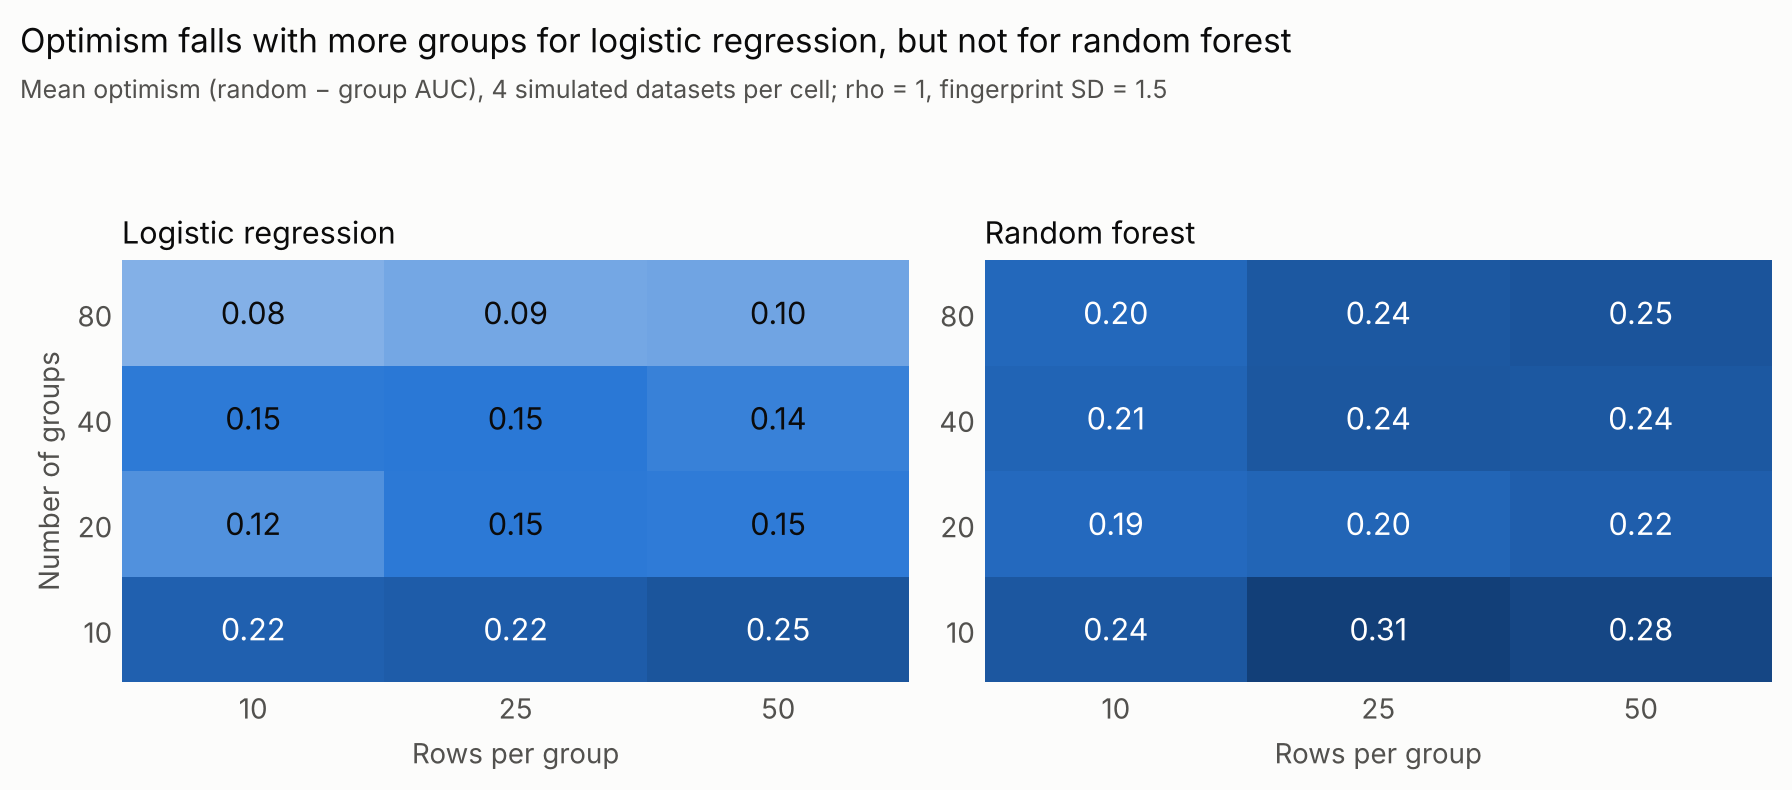 Optimism falls with more groups for logistic regression, but not for random forest
Mean optimism (random − group AUC), 4 simulated datasets per cell; rho = 1, fingerprint SD = 1.5
Logistic regression
Random forest
Number of groups
80 0.08 0.09 0.10
40 0.15 0.15 0.14
20 0.12 0.15 0.15
10 0.22 0.22 0.25
10 25 50
Rows per group
80 0.20 0.24 0.25
40 0.21 0.24 0.24
20 0.19 0.20 0.22
10 0.24 0.31 0.28
10 25 50
Rows per group